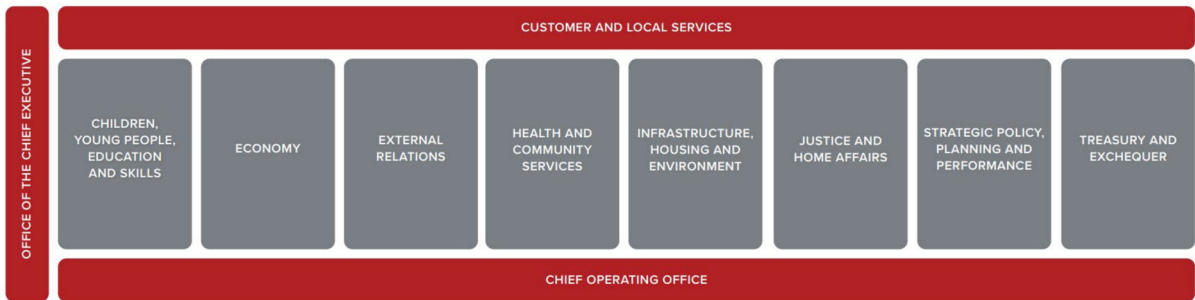 OFFICE OF THE CHIEF EXECUTIVE
CUSTOMER AND LOCAL SERVICES
CHILDREN,
YOUNG PEOPLE,
EDUCATION
AND SKILLS
ECONOMY
EXTERNAL
RELATIONS
HEALTH AND
COMMUNITY
SERVICES
INFRASTRUCTURE,
HOUSING AND
ENVIRONMENT
JUSTICE AND
HOME AFFAIRS
STRATEGIC POLICY,
PLANNING AND
PERFORMANCE
TREASURY AND
EXCHEQUER
CHIEF OPERATING OFFICE